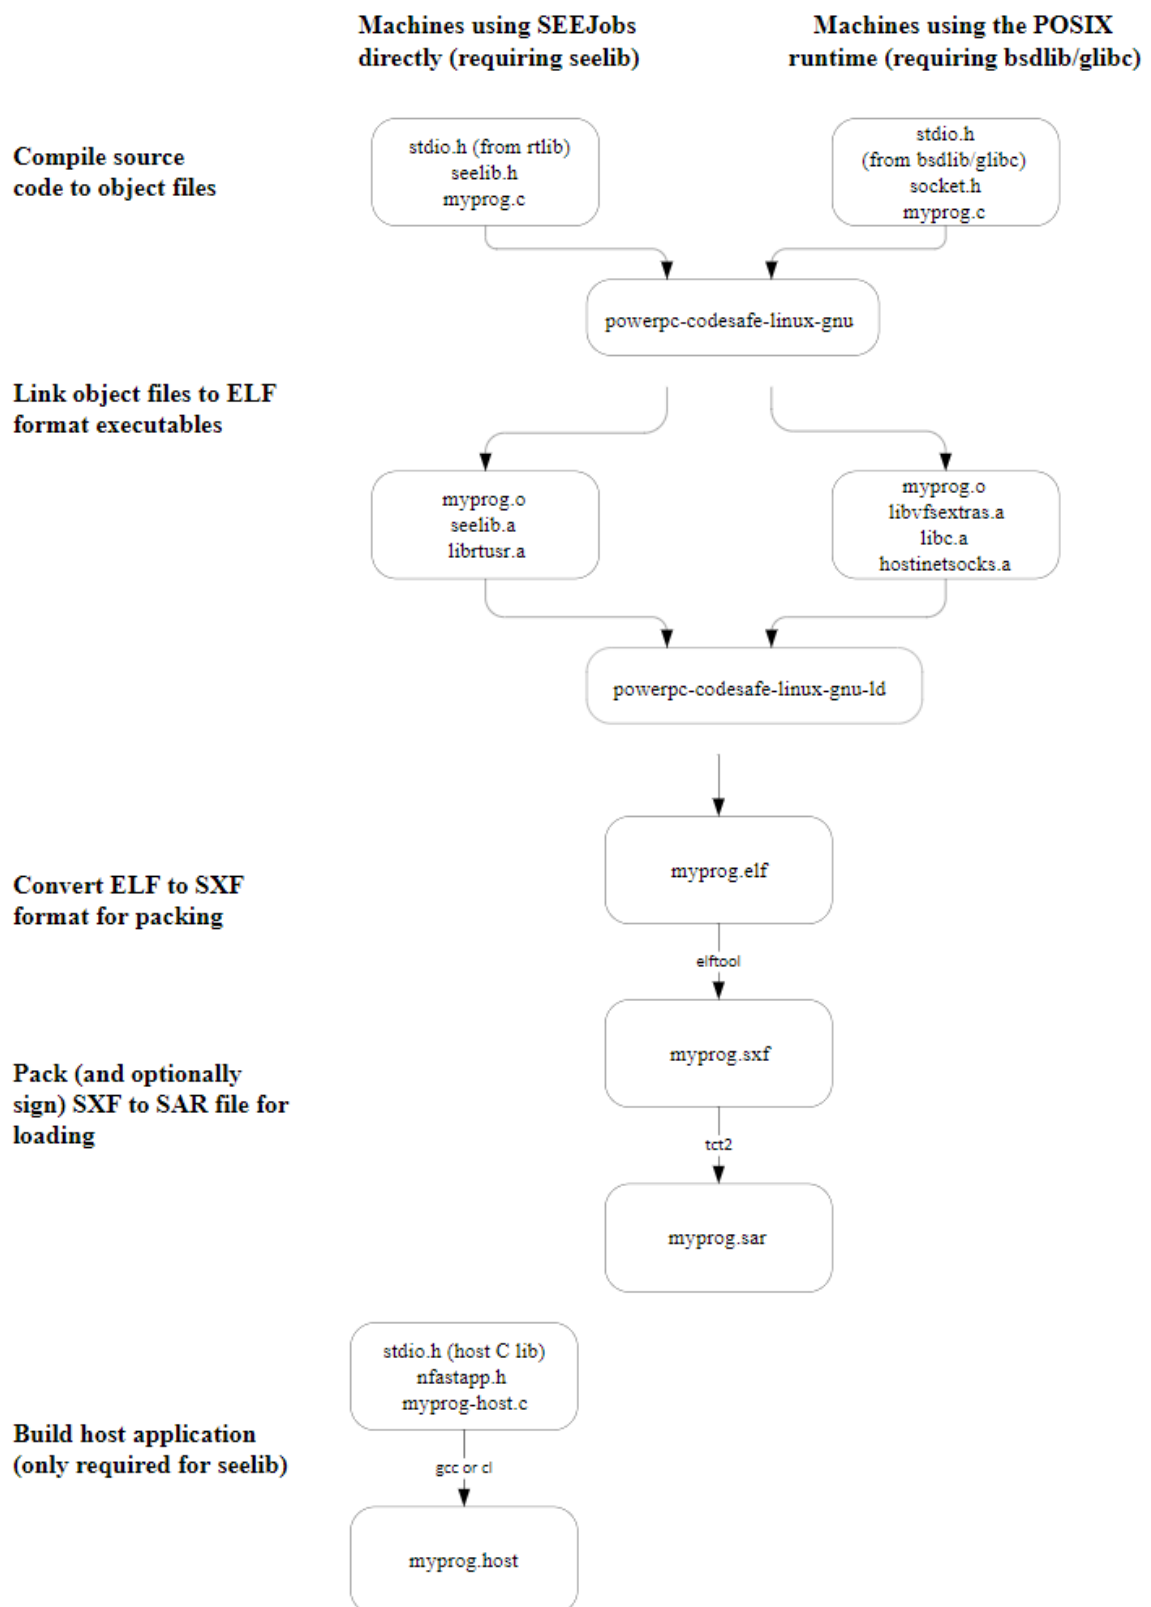 Machines using SEEJobs
directly (requiring seelib)
Machines using the POSIX
runtime (requiring bsdlib/glibc)
Compile source
code to object files
stdio.h (from rtlib)
seelib.h
myprog.c
stdio.h
(from bsdlib/glibc)
socket.h
myprog.c
powerpc-codesafe-linux-gnu
Link object files to ELF
format executables
myprog.o
seelib.a
librtusr.a
myprog.o
libvfsextras.a
libc.a
hostinetsocks.a
powerpc-codesafe-linux-gnu-ld
Convert ELF to SXF
format for packing
myprog.elf
elftool
myprog.sxf
Pack (and optionally
sign) SXF to SAR file for
loading
tct2
myprog.sar
stdio.h (host C lib)
nfastapp.h
myprog-host.c
Build host application
(only required for seelib)
gcc or cl
myprog.host